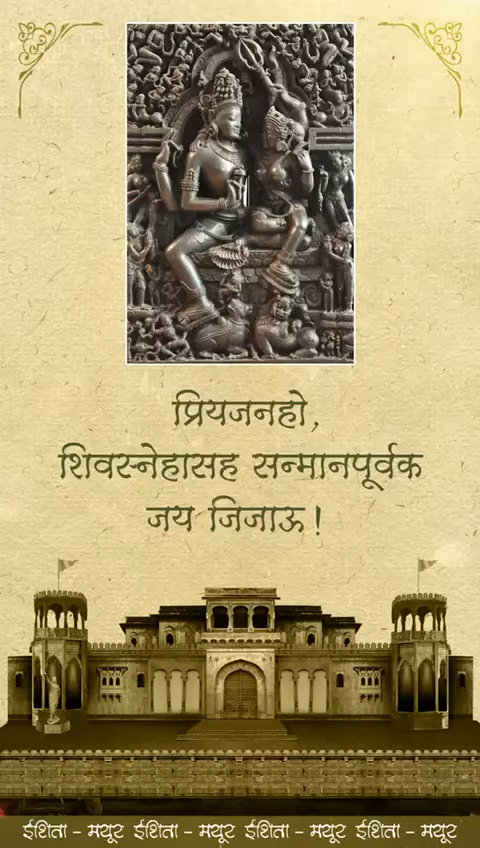 प्रियजनहो,
शिवस्नेहासह सन्मानपूर्वक
जय जिजाऊ!
ईशिता - मयूर ईशिता - मयूर ईशिता - मयूर ईशिता - मयूर